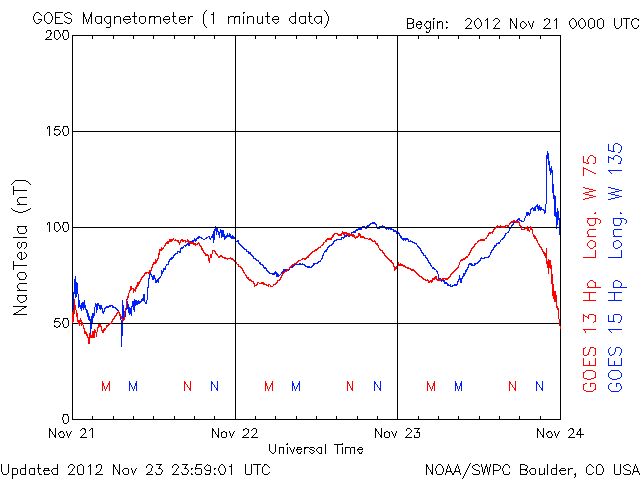 GOES Magnetometer (1 minute data)
Begin: 2012 Nov 21 0000 UTC
200
150
100
50
0
NanoTesla (nT)
M M N N M M N N M M N N
Nov 21 Nov 22 Nov 23 Nov 24
Universal Time
GOES 13 Hp Long. W 75
GOES 15 Hp Long. W 135
Updated 2012 Nov 23 23:59:01 UTC
NOAA/SWPC Boulder, CO USA